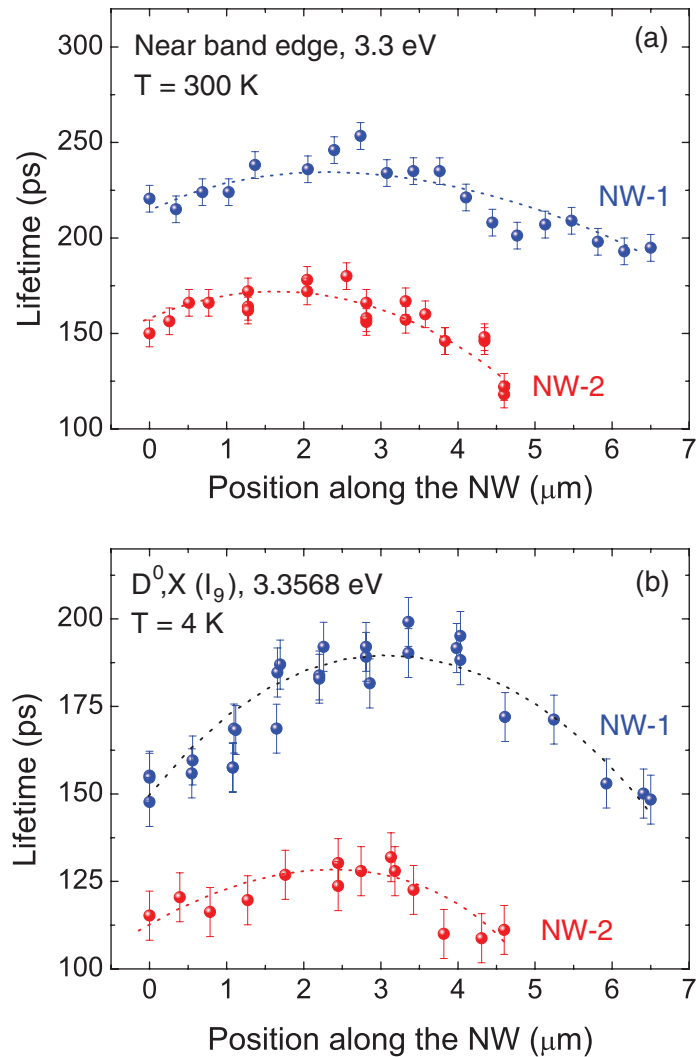 (a)
Near band edge, 3.3 eV
T = 300 K
NW-1
NW-2
Lifetime (ps)
300
250
200
150
100
0 1 2 3 4 5 6 7
Position along the NW (μm)
(b)
D⁰,X (I₉), 3.3568 eV
T = 4 K
NW-1
NW-2
Lifetime (ps)
200
175
150
125
100
0 1 2 3 4 5 6 7
Position along the NW (μm)